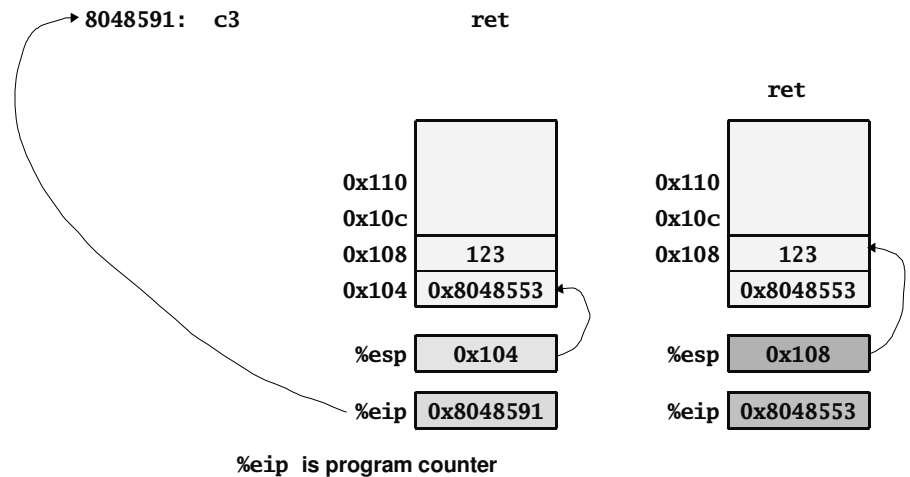 8048591: c3 ret
ret
0x110 0x110
0x10c 0x10c
0x108 123 0x108 123
0x104 0x8048553 0x8048553
%esp 0x104 %esp 0x108
%eip 0x8048591 %eip 0x8048553
%eip is program counter